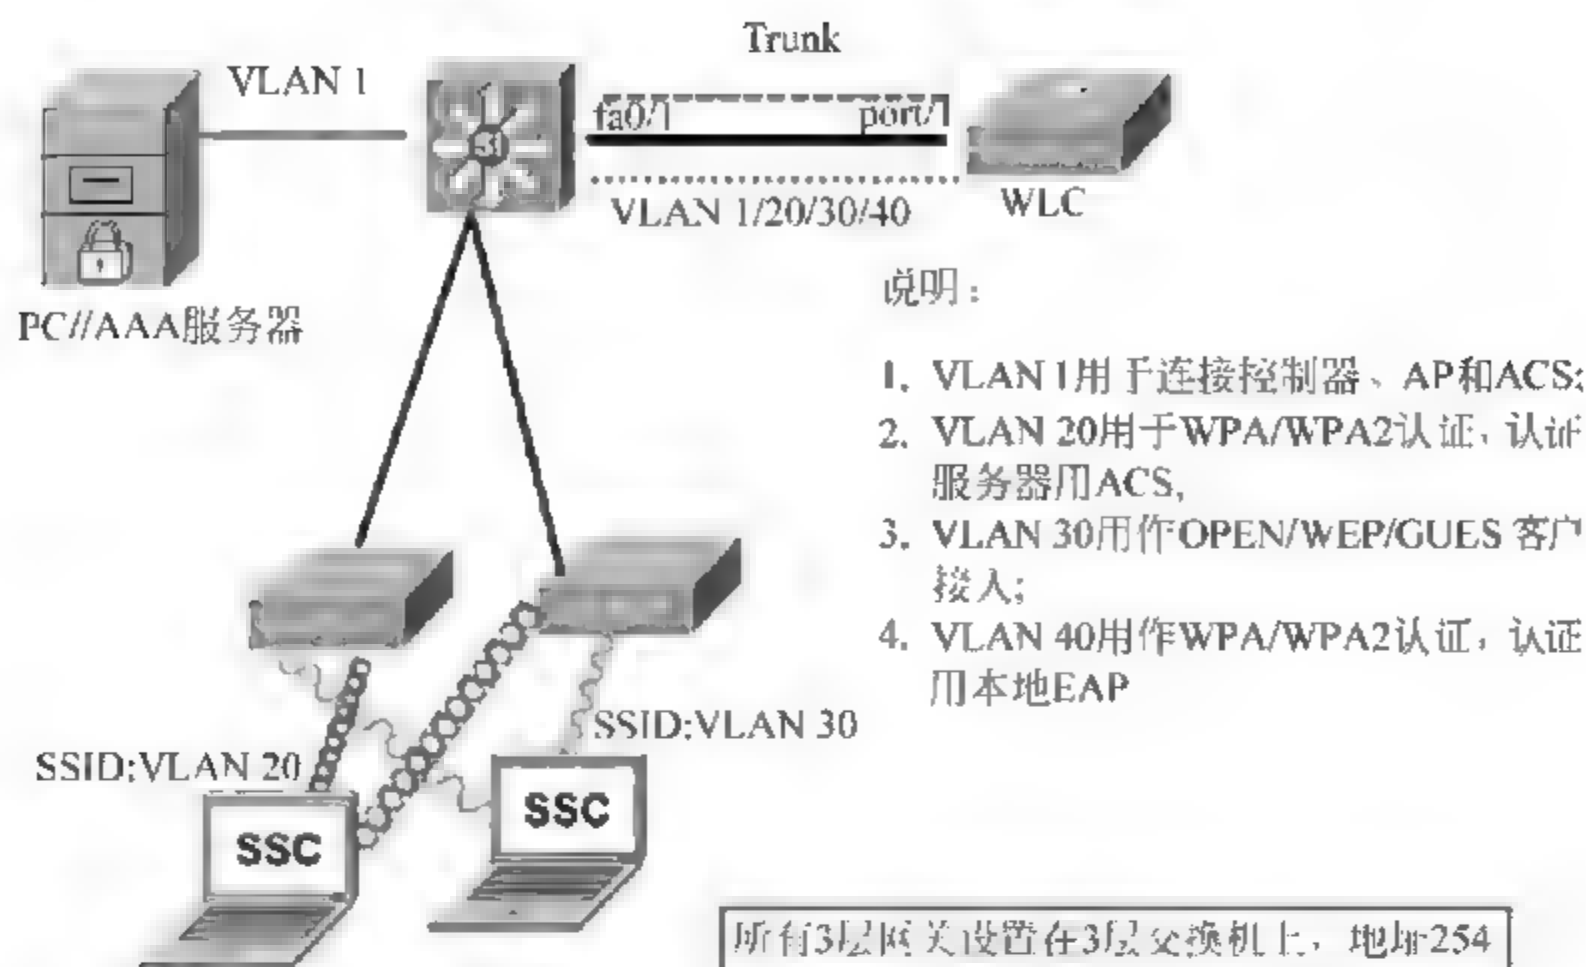 Trunk
VLAN 1
fa0/1
port/1
VLAN 1/20/30/40
WLC
PC//AAA服务器
说明：
1. VLAN 1用于连接控制器、AP和ACS;
2. VLAN 20用于WPA/WPA2认证，认证
服务器用ACS,
3. VLAN 30用作OPEN/WEP/GUES 客户
接入;
4. VLAN 40用作WPA/WPA2认证，认证
用本地EAP
SSID:VLAN 30
SSID:VLAN 20
SSC
SSC
所有3层网关设置在3层交换机上，地址254